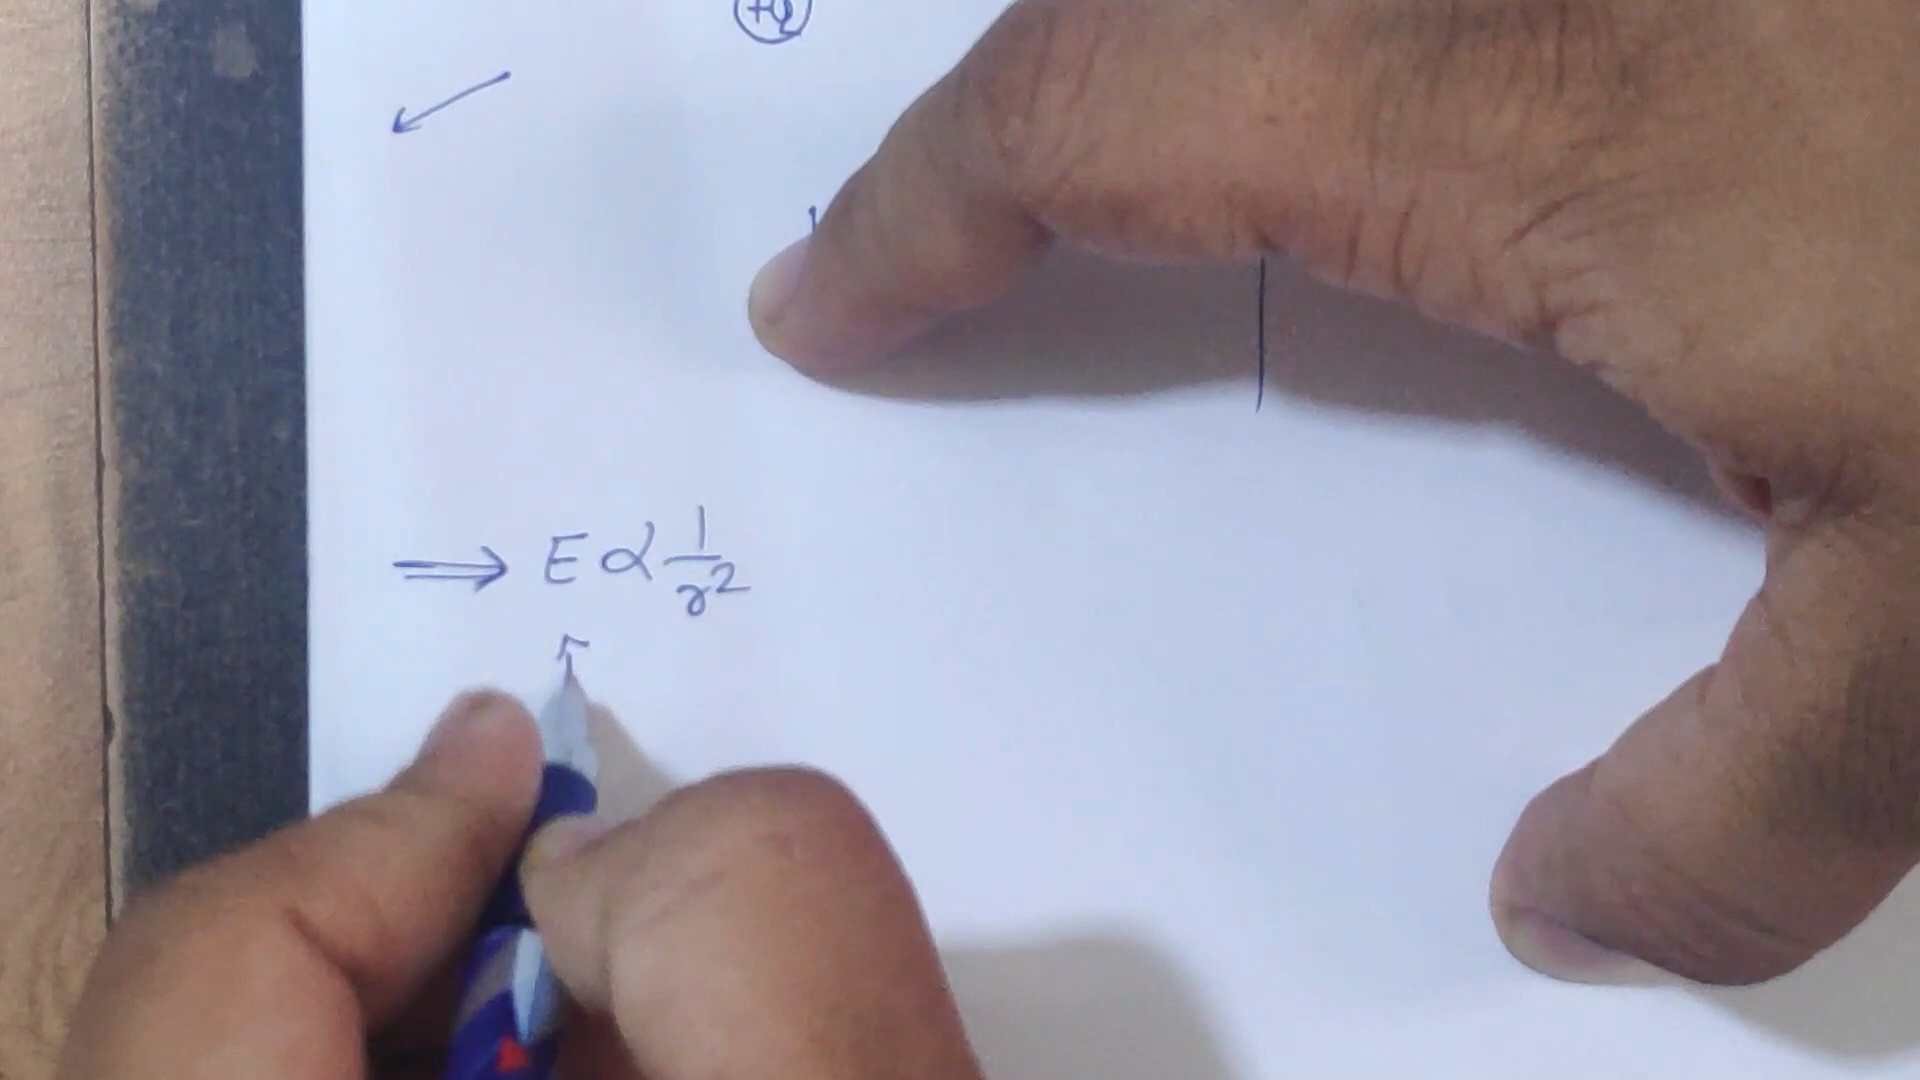 +Q
⇒ E ∝ 1/r²